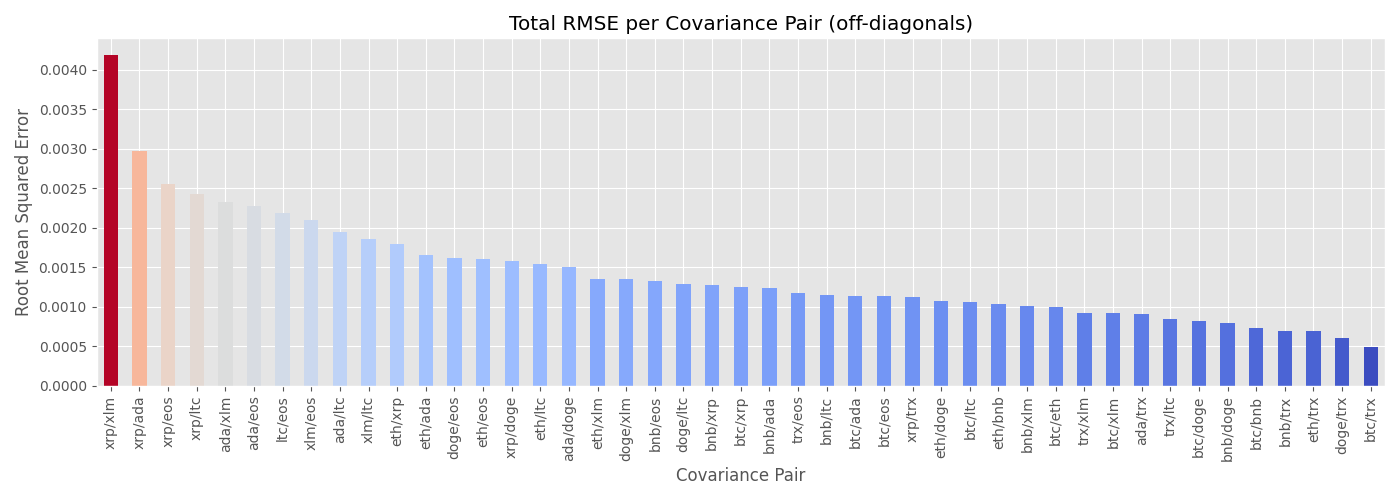 Total RMSE per Covariance Pair (off-diagonals)
Root Mean Squared Error
0.0040
0.0035
0.0030
0.0025
0.0020
0.0015
0.0010
0.0005
0.0000
xrp/xlm
xrp/ada
xrp/eos
xrp/ltc
ada/xlm
ada/eos
ltc/eos
xlm/eos
ada/ltc
xlm/ltc
eth/xrp
eth/ada
doge/eos
eth/eos
xrp/doge
eth/ltc
ada/doge
eth/xlm
doge/xlm
bnb/eos
doge/ltc
bnb/xrp
btc/xrp
bnb/ada
trx/eos
bnb/ltc
btc/ada
btc/eos
xrp/trx
eth/doge
btc/ltc
eth/bnb
bnb/xlm
btc/eth
trx/xlm
btc/xlm
ada/trx
trx/ltc
btc/doge
bnb/doge
btc/bnb
bnb/trx
eth/trx
doge/trx
btc/trx
Covariance Pair